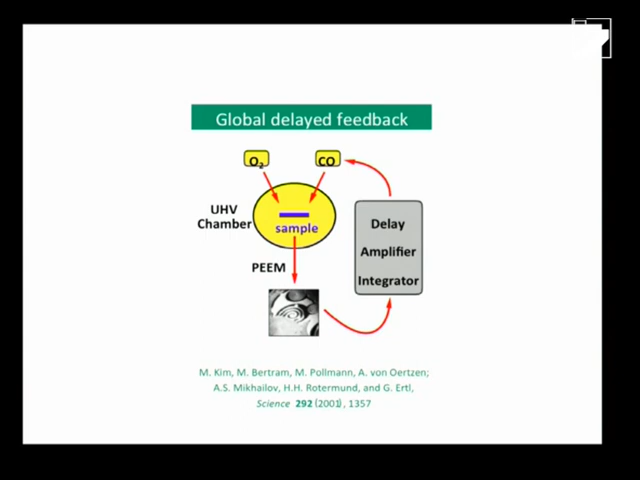 Global delayed feedback
O2
CO
UHV
Chamber
sample
Delay
Amplifier
Integrator
PEEM
M. Kim, M. Bertram, M. Pollmann, A. von Oertzen;
A.S. Mikhailov, H.H. Rotermund, and G. Ertl,
Science 292 (2001), 1357